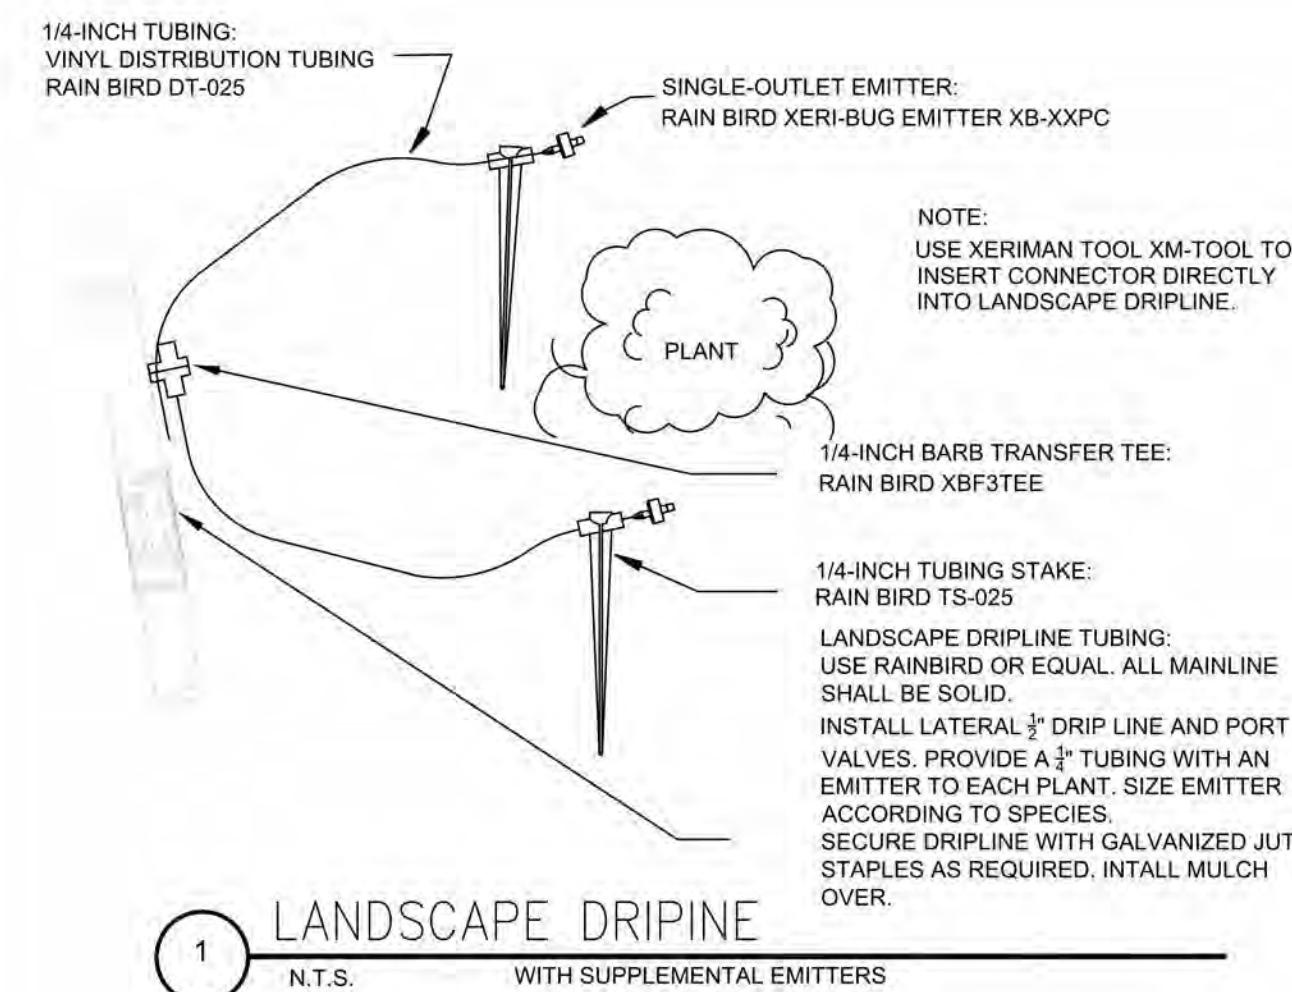 1/4-INCH TUBING:
VINYL DISTRIBUTION TUBING
RAIN BIRD DT-025
SINGLE-OUTLET EMITTER:
RAIN BIRD XERI-BUG EMITTER XB-XXPC
NOTE:
USE XERIMAN TOOL XM-TOOL TO
INSERT CONNECTOR DIRECTLY
INTO LANDSCAPE DRIPLINE.
PLANT
1/4-INCH BARB TRANSFER TEE:
RAIN BIRD XBF3TEE
1/4-INCH TUBING STAKE:
RAIN BIRD TS-025
LANDSCAPE DRIPLINE TUBING:
USE RAINBIRD OR EQUAL. ALL MAINLINE
SHALL BE SOLID.
INSTALL LATERAL 1/2" DRIP LINE AND PORT
VALVES. PROVIDE A 1/4" TUBING WITH AN
EMITTER TO EACH PLANT. SIZE EMITTER
ACCORDING TO SPECIES.
SECURE DRIPLINE WITH GALVANIZED JUT
STAPLES AS REQUIRED. INTALL MULCH
OVER.
1
LANDSCAPE DRIPINE
N.T.S. WITH SUPPLEMENTAL EMITTERS